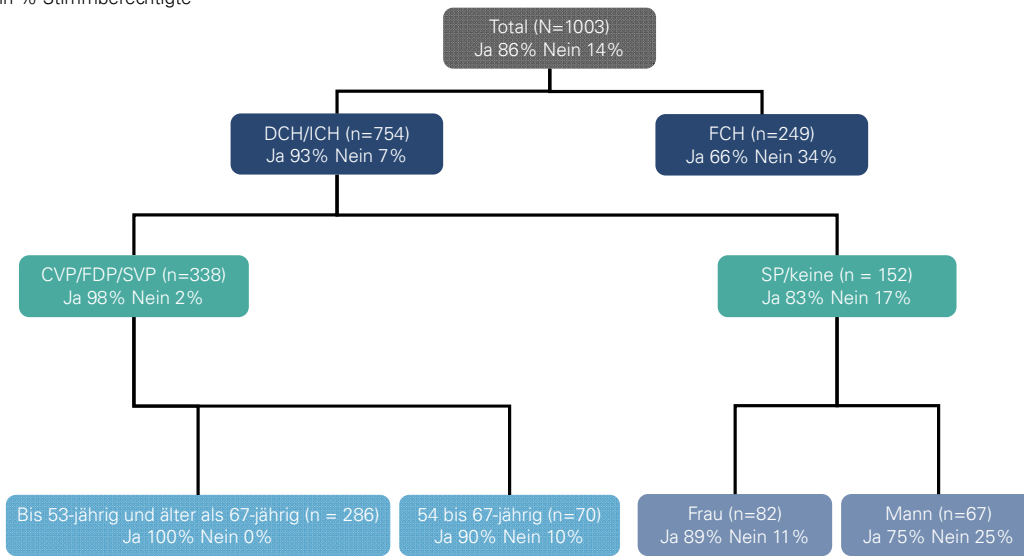 in % Stimmberechtigte
Total (N=1003)
Ja 86% Nein 14%
DCH/ICH (n=754)
Ja 93% Nein 7%
FCH (n=249)
Ja 66% Nein 34%
CVP/FDP/SVP (n=338)
Ja 98% Nein 2%
SP/keine (n = 152)
Ja 83% Nein 17%
Bis 53-jährig und älter als 67-jährig (n = 286)
Ja 100% Nein 0%
54 bis 67-jährig (n=70)
Ja 90% Nein 10%
Frau (n=82)
Ja 89% Nein 11%
Mann (n=67)
Ja 75% Nein 25%